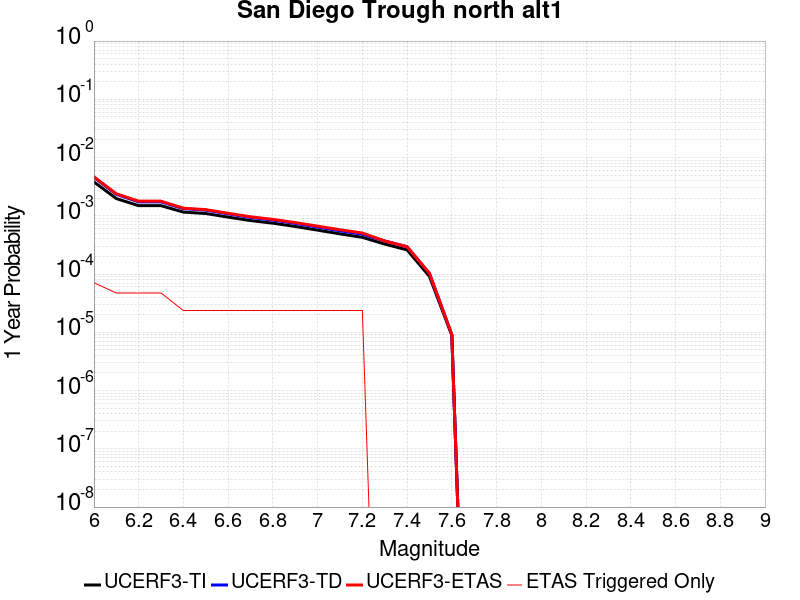 San Diego Trough north alt1
10^0
10^-1
10^-2
10^-3
10^-4
10^-5
10^-6
10^-7
10^-8
1 Year Probability
6 6.2 6.4 6.6 6.8 7 7.2 7.4 7.6 7.8 8 8.2 8.4 8.6 8.8 9
Magnitude
UCERF3-TI UCERF3-TD UCERF3-ETAS ETAS Triggered Only